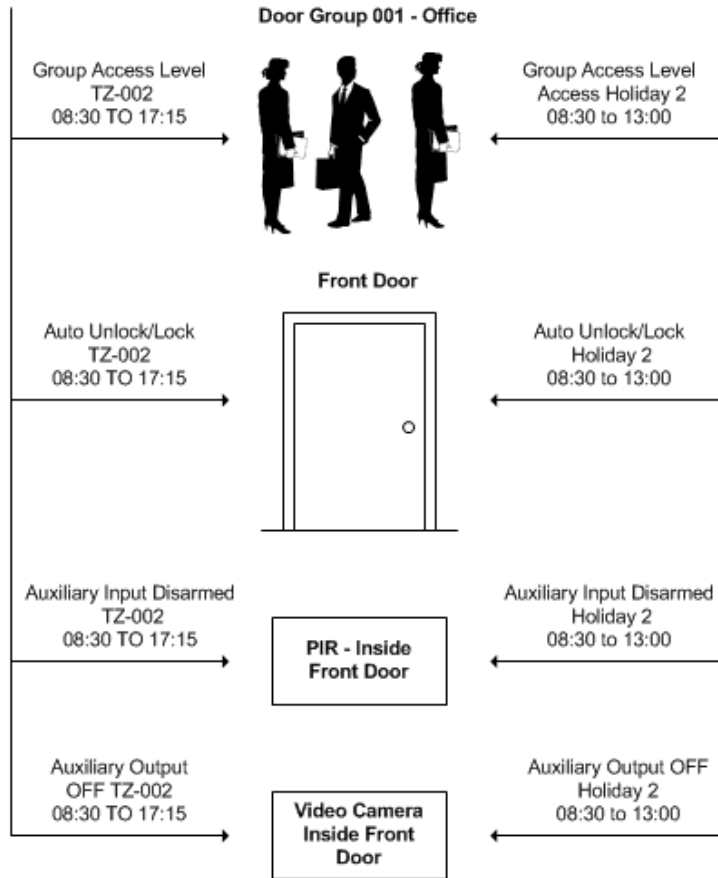 Door Group 001 - Office
Group Access Level
TZ-002
08:30 TO 17:15
Group Access Level
Access Holiday 2
08:30 to 13:00
Front Door
Auto Unlock/Lock
TZ-002
08:30 TO 17:15
Auto Unlock/Lock
Holiday 2
08:30 to 13:00
Auxiliary Input Disarmed
TZ-002
08:30 TO 17:15
PIR - Inside
Front Door
Auxiliary Input Disarmed
Holiday 2
08:30 to 13:00
Auxiliary Output
OFF TZ-002
08:30 TO 17:15
Video Camera
Inside Front
Door
Auxiliary Output OFF
Holiday 2
08:30 to 13:00